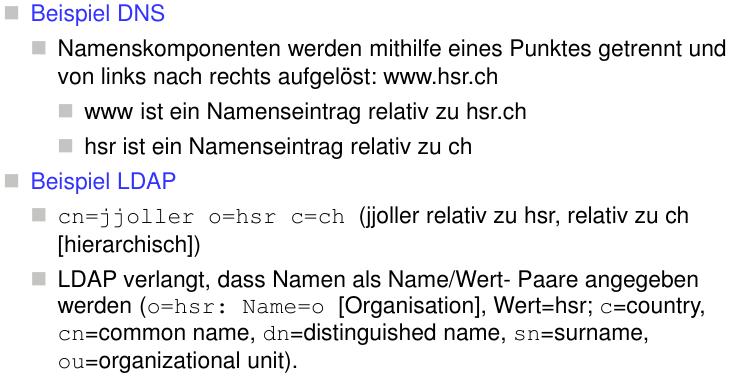 Beispiel DNS
Namenskomponenten werden mithilfe eines Punktes getrennt und
von links nach rechts aufgelöst: www.hsr.ch
www ist ein Namenseintrag relativ zu hsr.ch
hsr ist ein Namenseintrag relativ zu ch
Beispiel LDAP
cn=jjoller o=hsr c=ch (jjoller relativ zu hsr, relativ zu ch
[hierarchisch])
LDAP verlangt, dass Namen als Name/Wert- Paare angegeben
werden (o=hsr: Name=o [Organisation], Wert=hsr; c=country,
cn=common name, dn=distinguished name, sn=surname,
ou=organizational unit).